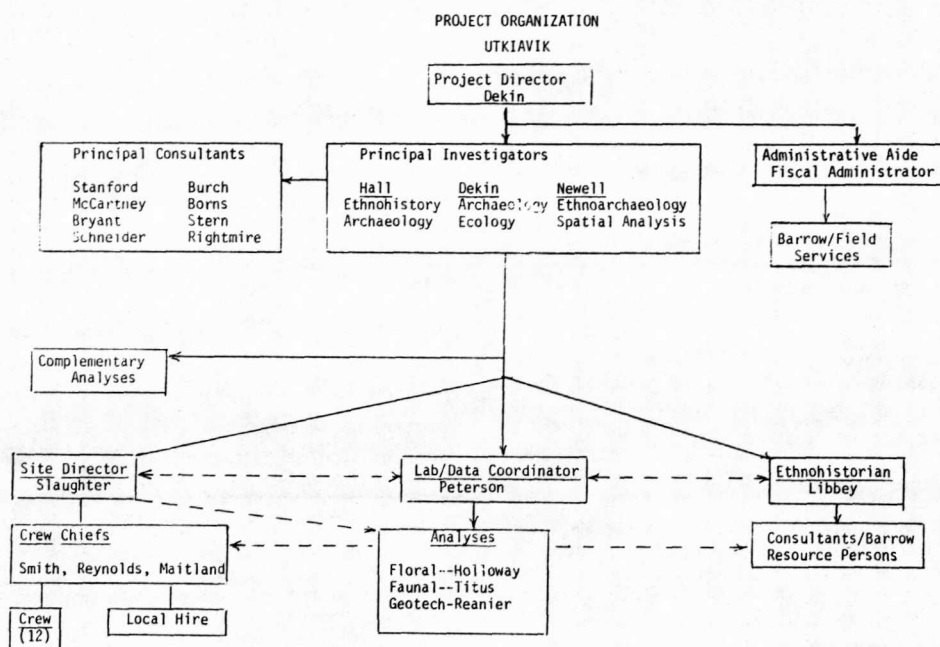 PROJECT ORGANIZATION
UTKIAVIK
Project Director
Dekin
Principal Consultants
Stanford Burch
McCartney Borns
Bryant Stern
Schneider Rightmire
Principal Investigators
Hall Dekin Newell
Ethnohistory Archaeology Ethnoarchaeology
Archaeology Ecology Spatial Analysis
Administrative Aide
Fiscal Administrator
Barrow/Field
Services
Complementary
Analyses
Site Director
Slaughter
Lab/Data Coordinator
Peterson
Ethnohistorian
Libbey
Crew Chiefs
Smith, Reynolds, Maitland
Analyses
Floral--Holloway
Faunal--Titus
Geotech-Reanier
Consultants/Barrow
Resource Persons
Crew
(12)
Local Hire